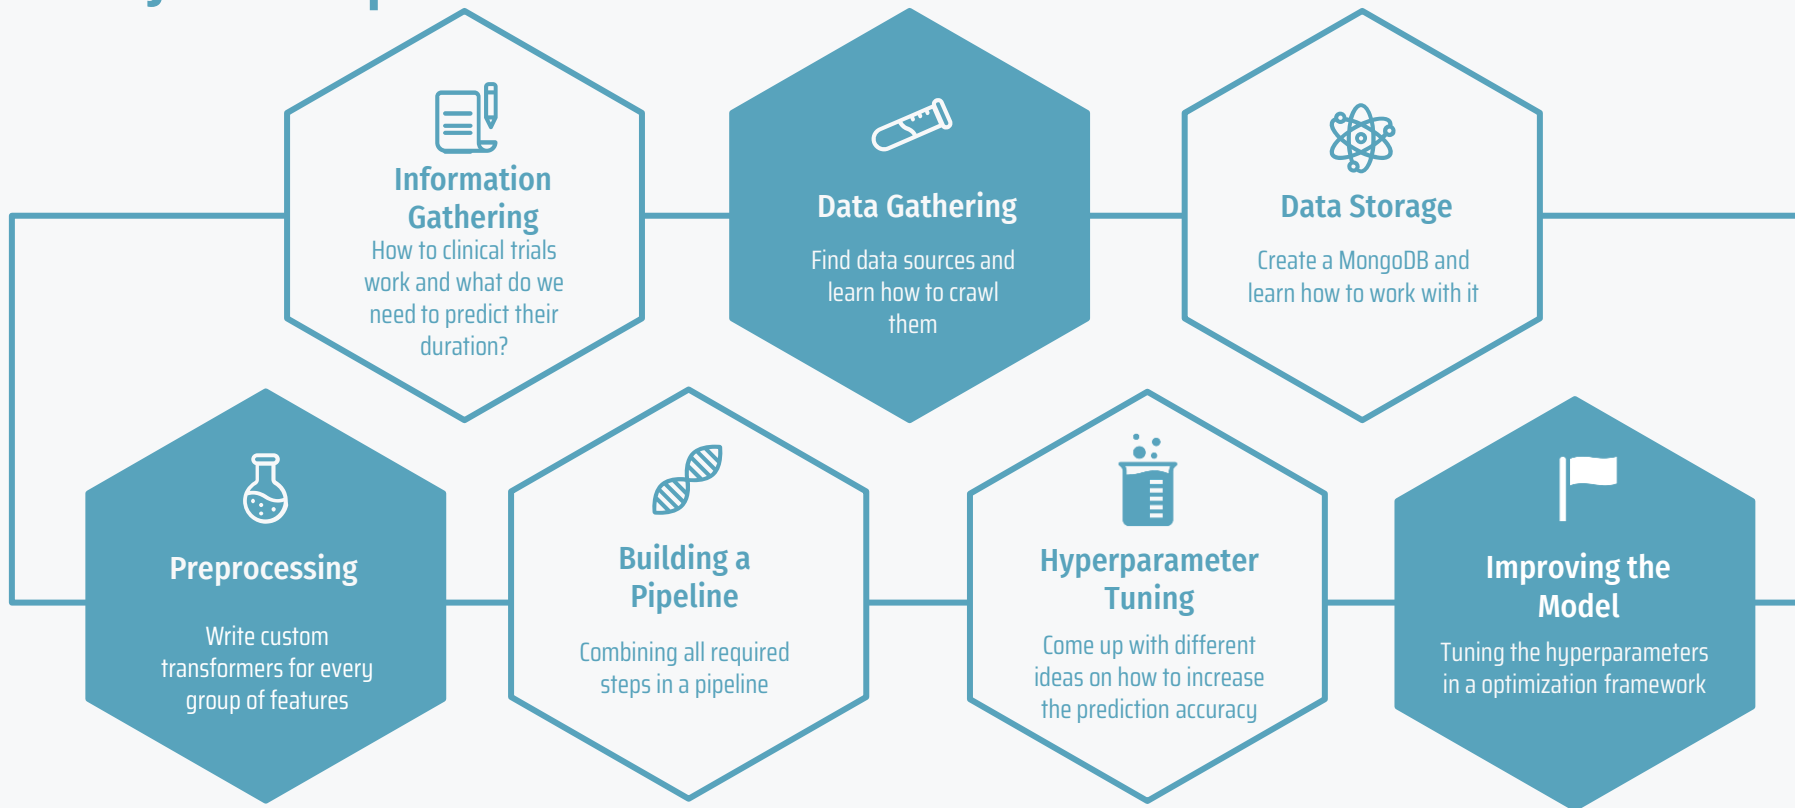 Information
Gathering
How to clinical trials
work and what do we
need to predict their
duration?
Data Gathering
Find data sources and
learn how to crawl
them
Data Storage
Create a MongoDB and
learn how to work with it
Preprocessing
Write custom
transformers for every
group of features
Building a
Pipeline
Combining all required
steps in a pipeline
Hyperparameter
Tuning
Come up with different
ideas on how to increase
the prediction accuracy
Improving the
Model
Tuning the hyperparameters
in a optimization framework